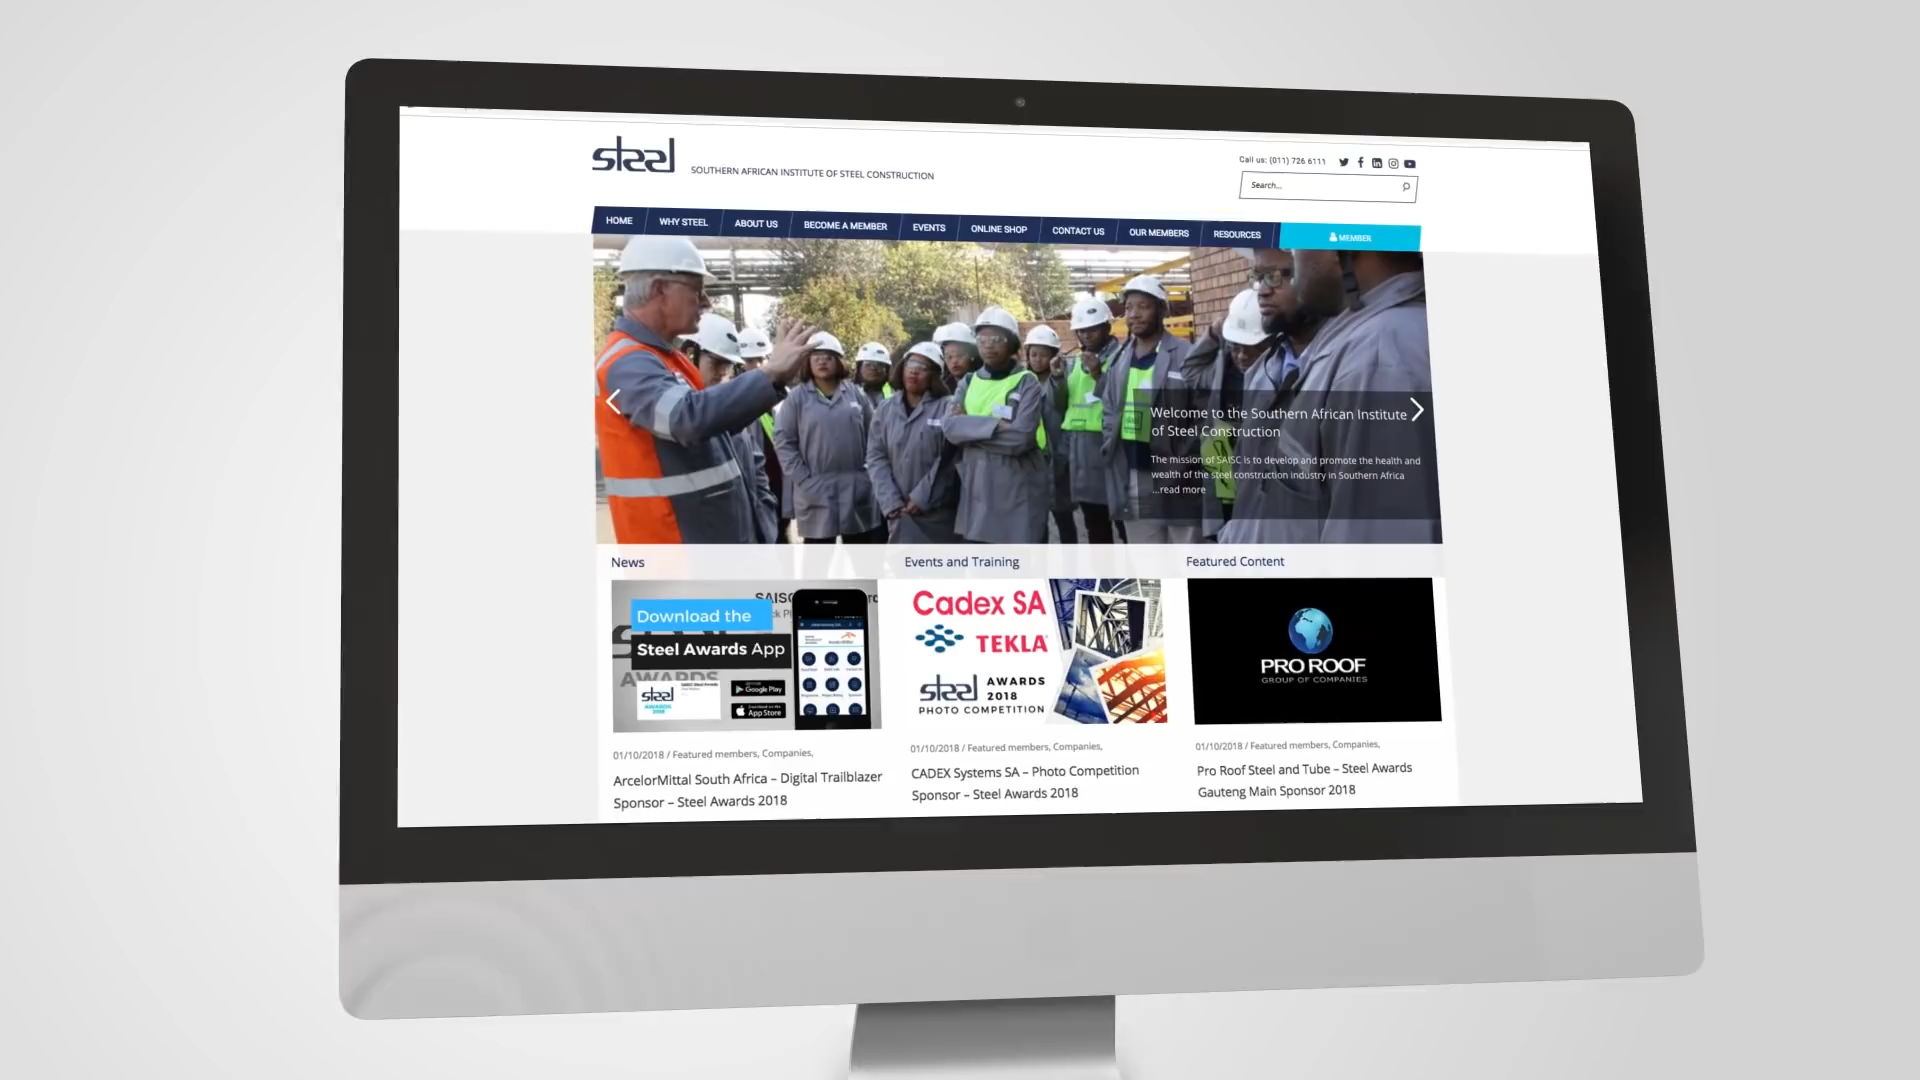 steel
SOUTHERN AFRICAN INSTITUTE OF STEEL CONSTRUCTION
Call us: (011) 726 6111
Search...
HOME
WHY STEEL
ABOUT US
BECOME A MEMBER
EVENTS
ONLINE SHOP
CONTACT US
OUR MEMBERS
RESOURCES
MEMBER
Welcome to the Southern African Institute
of Steel Construction
The mission of SAISC is to develop and promote the health and
wealth of the steel construction industry in Southern Africa
...read more
News
Download the
Steel Awards App
AWARDS
steel
AWARDS
2018
Google Play
App Store
01/10/2018 / Featured members, Companies,
ArcelorMittal South Africa – Digital Trailblazer
Sponsor – Steel Awards 2018
Events and Training
Cadex SA
TEKLA
steel AWARDS
2018
PHOTO COMPETITION
01/10/2018 / Featured members, Companies,
CADEX Systems SA – Photo Competition
Sponsor – Steel Awards 2018
Featured Content
PRO ROOF
GROUP OF COMPANIES
01/10/2018 / Featured members, Companies,
Pro Roof Steel and Tube – Steel Awards
Gauteng Main Sponsor 2018